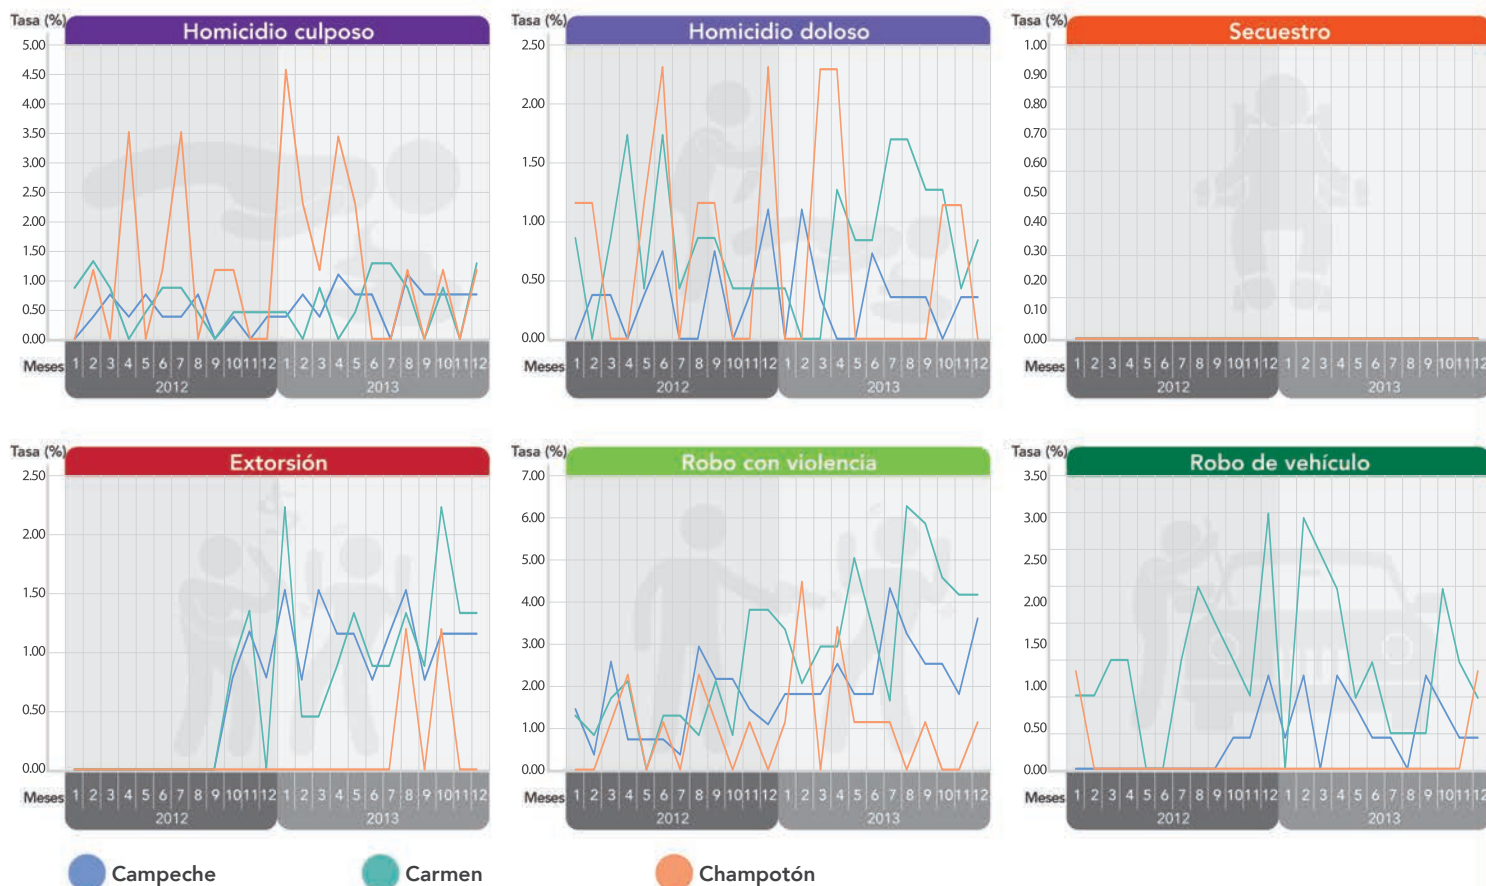 Tasa (%)
Homicidio culposo
5.00
4.50
4.00
3.50
3.00
2.50
2.00
1.50
1.00
0.50
0.00
Meses 1 2 3 4 5 6 7 8 9 10 11 12 1 2 3 4 5 6 7 8 9 10 11 12
2012 2013
Tasa (%)
Homicidio doloso
2.50
2.00
1.50
1.00
0.50
0.00
Meses 1 2 3 4 5 6 7 8 9 10 11 12 1 2 3 4 5 6 7 8 9 10 11 12
2012 2013
Tasa (%)
Secuestro
1.00
0.90
0.80
0.70
0.60
0.50
0.40
0.30
0.20
0.10
0.00
Meses 1 2 3 4 5 6 7 8 9 10 11 12 1 2 3 4 5 6 7 8 9 10 11 12
2012 2013
Tasa (%)
Extorsión
2.50
2.00
1.50
1.00
0.50
0.00
Meses 1 2 3 4 5 6 7 8 9 10 11 12 1 2 3 4 5 6 7 8 9 10 11 12
2012 2013
Tasa (%)
Robo con violencia
7.00
6.00
5.00
4.00
3.00
2.00
1.00
0.00
Meses 1 2 3 4 5 6 7 8 9 10 11 12 1 2 3 4 5 6 7 8 9 10 11 12
2012 2013
Tasa (%)
Robo de vehículo
3.50
3.00
2.50
2.00
1.50
1.00
0.50
0.00
Meses 1 2 3 4 5 6 7 8 9 10 11 12 1 2 3 4 5 6 7 8 9 10 11 12
2012 2013
Campeche Carmen Champotón